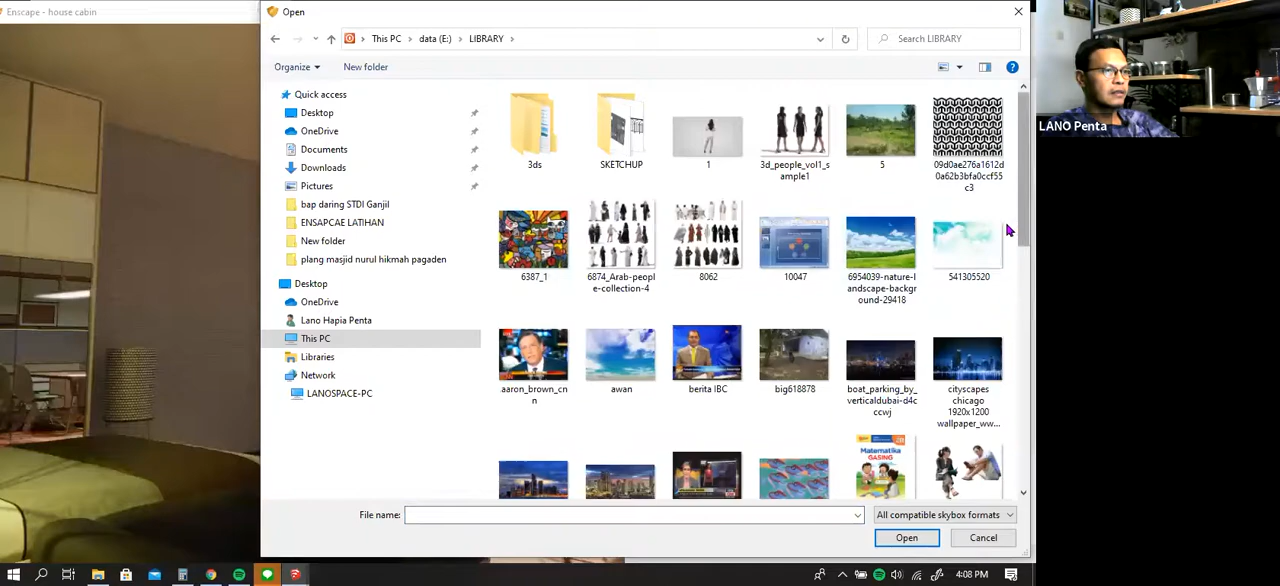 Enscape - house cabin
Open
LANO Penta
This PC
data (E:)
LIBRARY
Search LIBRARY
Organize
New folder
Quick access
Desktop
OneDrive
Documents
Downloads
Pictures
bap daring STDI Ganjil
ENSAPCAE LATIHAN
New folder
plang masjid nurul hikmah pagaden
Desktop
OneDrive
Lano Hapia Penta
This PC
Libraries
Network
LANOSPACE-PC
3ds
SKETCHUP
1
3d_people_vol1_s
ample1
5
09d0ae276a1612d
0a62b3bfa0ccf55
c3
6387_1
6874_Arab-peopl
e-collection-4
8062
10047
6954039-nature-l
andscape-backgr
ound-29418
541305520
aaron_brown_cn
n
awan
berita IBC
big618878
boat_parking_by_
verticaldubai-d4c
ccwj
cityscapes
chicago
1920x1200
wallpaper_ww...
Matematika
GASING
File name:
All compatible skybox formats
Open
Cancel
4:08 PM